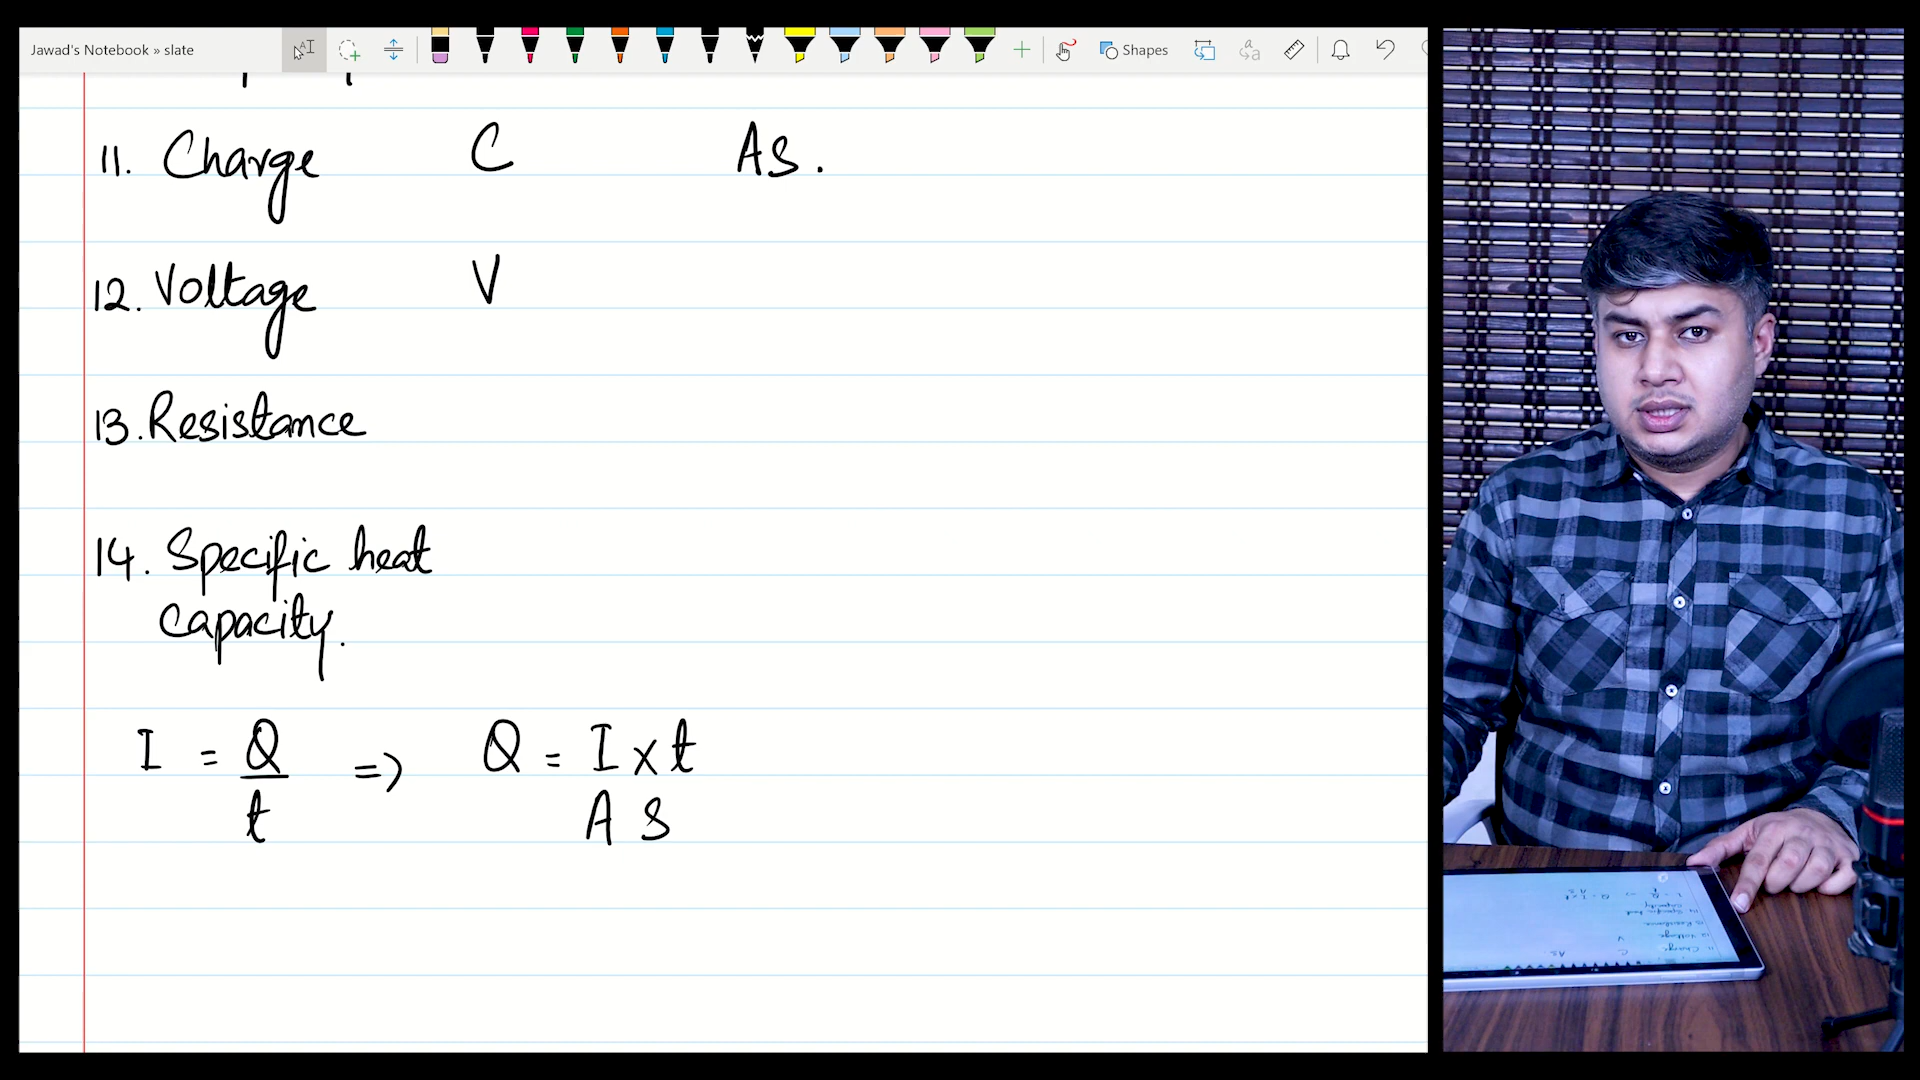 Jawad's Notebook » slate
Shapes
11. Charge C As.
12. Voltage V
13. Resistance
14. Specific heat
capacity.
I = Q => Q = I x t
t A S